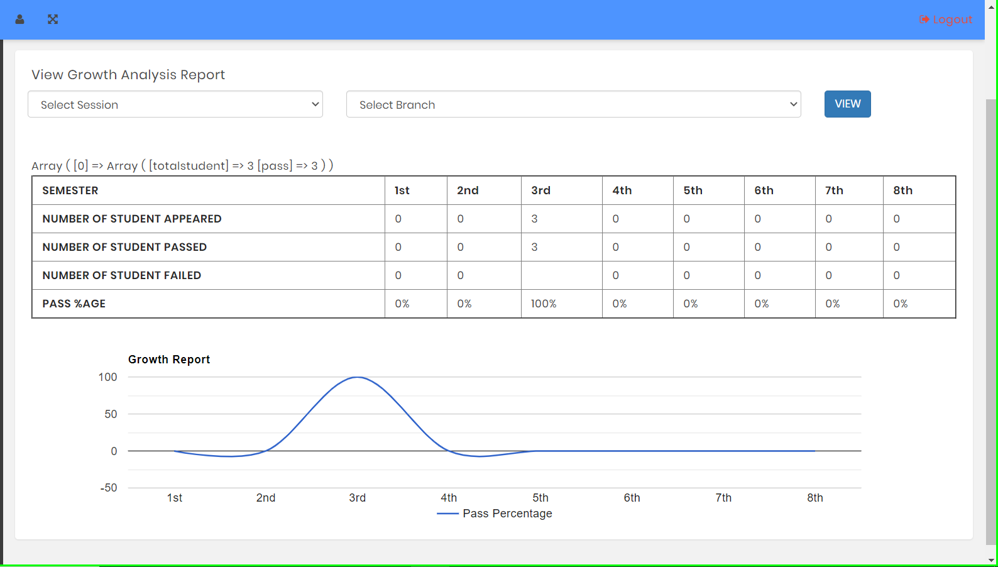 Logout
View Growth Analysis Report
Select Session Select Branch VIEW
Array ( [0] => Array ( [totalstudent] => 3 [pass] => 3 ) )
SEMESTER 1st 2nd 3rd 4th 5th 6th 7th 8th
NUMBER OF STUDENT APPEARED 0 0 3 0 0 0 0 0
NUMBER OF STUDENT PASSED 0 0 3 0 0 0 0 0
NUMBER OF STUDENT FAILED 0 0 0 0 0 0 0
PASS %AGE 0% 0% 100% 0% 0% 0% 0% 0%
Growth Report
100
50
0
-50
1st 2nd 3rd 4th 5th 6th 7th 8th
Pass Percentage